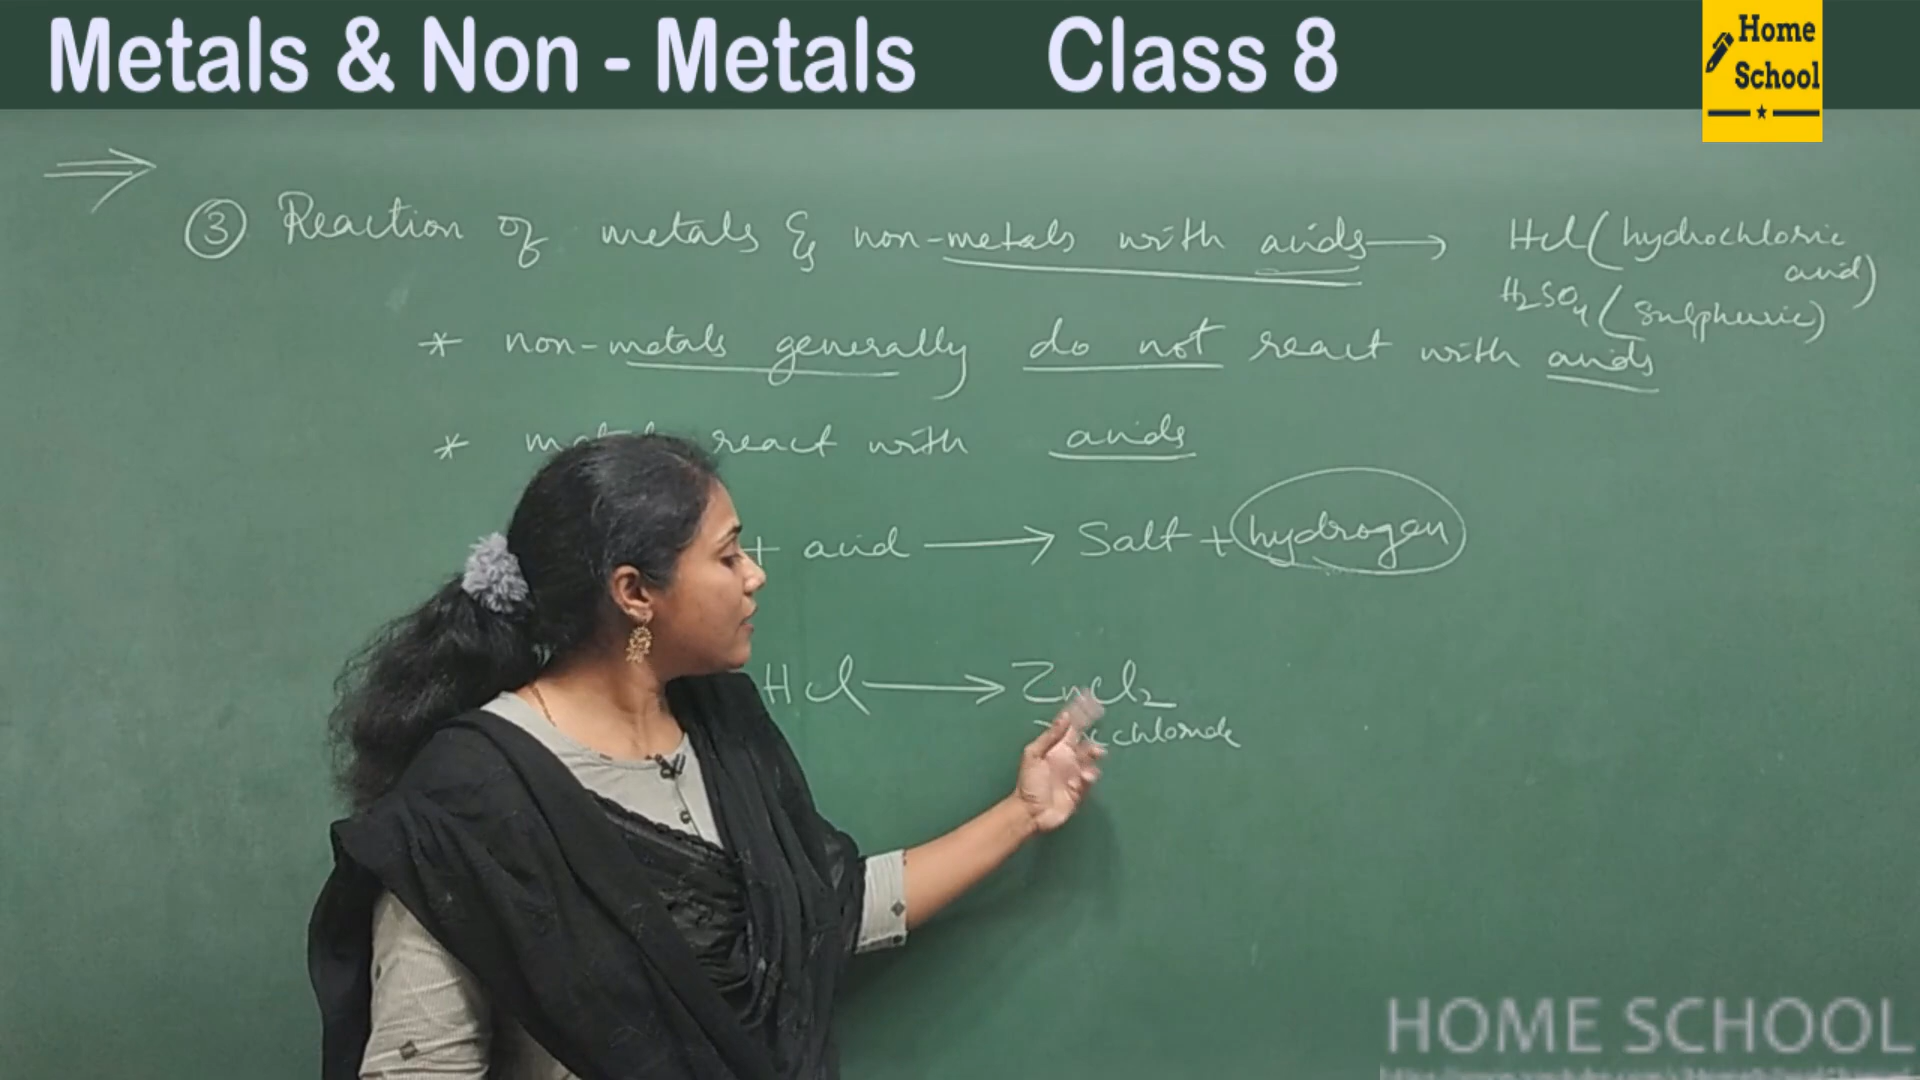 Metals & Non - Metals Class 8
Home
School
③ Reaction of metals & non-metals with acids → HCl (hydrochloric
acid)
H2SO4 (Sulphuric)
* non-metals generally do not react with acids
* react with acids
+ acid → Salt + hydrogen
HCl → ZnCl2
chloride
HOME SCHOOL